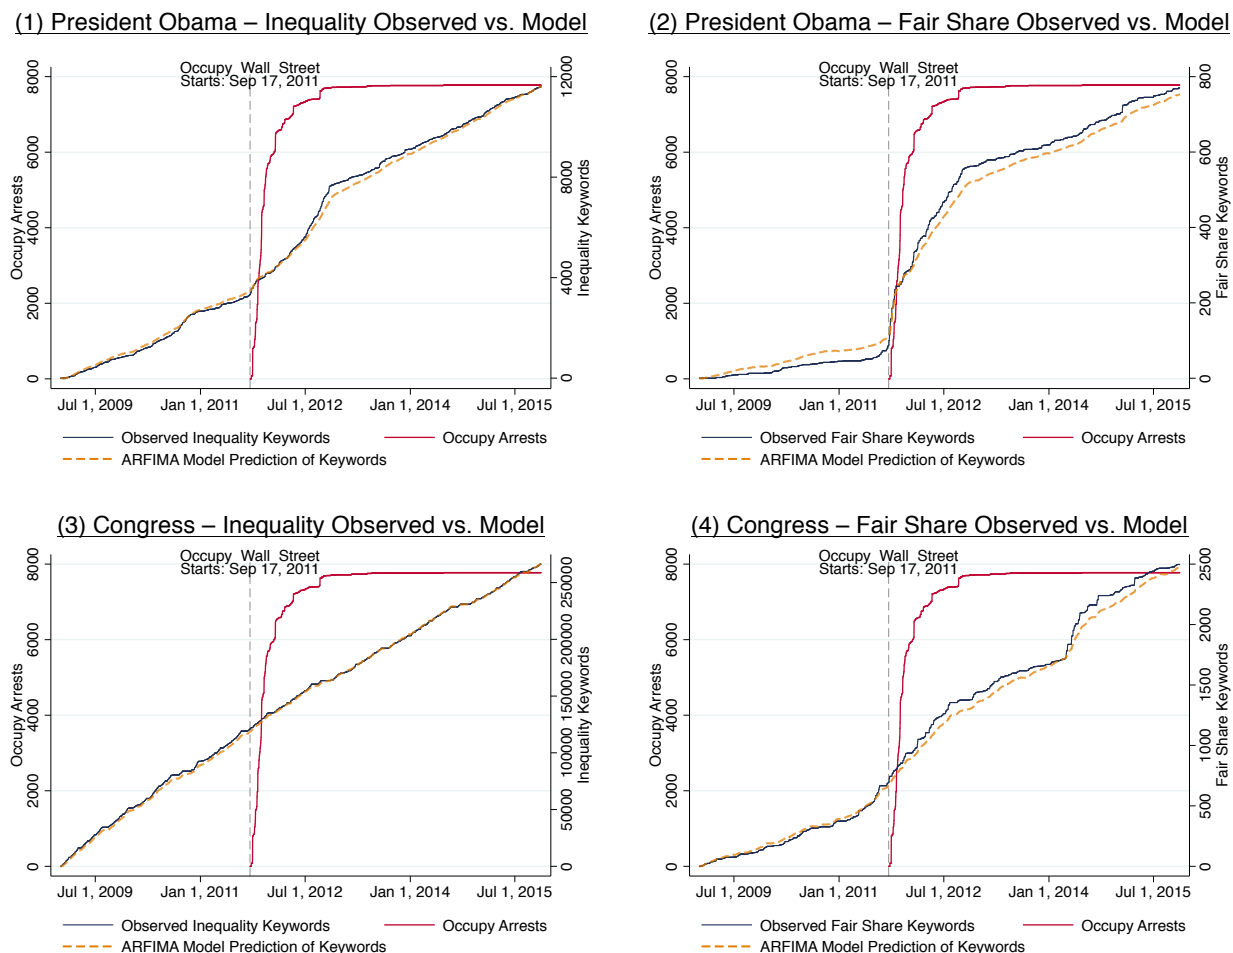 (1) President Obama – Inequality Observed vs. Model
Occupy Wall Street
Starts: Sep 17, 2011
Occupy Arrests
8000
6000
4000
2000
0
12000
8000
4000
0
Inequality Keywords
Jul 1, 2009 Jan 1, 2011 Jul 1, 2012 Jan 1, 2014 Jul 1, 2015
Observed Inequality Keywords Occupy Arrests
ARFIMA Model Prediction of Keywords
(2) President Obama – Fair Share Observed vs. Model
Occupy Wall Street
Starts: Sep 17, 2011
Occupy Arrests
8000
6000
4000
2000
0
800
600
40
200
0
Fair Share Keywords
Jul 1, 2009 Jan 1, 2011 Jul 1, 2012 Jan 1, 2014 Jul 1, 2015
Observed Fair Share Keywords Occupy Arrests
ARFIMA Model Prediction of Keywords
(3) Congress – Inequality Observed vs. Model
Occupy Wall Street
Starts: Sep 17, 2011
Occupy Arrests
8000
6000
4000
2000
0
250000
200000
150000
100000
50000
0
Inequality Keywords
Jul 1, 2009 Jan 1, 2011 Jul 1, 2012 Jan 1, 2014 Jul 1, 2015
Observed Inequality Keywords Occupy Arrests
ARFIMA Model Prediction of Keywords
(4) Congress – Fair Share Observed vs. Model
Occupy Wall Street
Starts: Sep 17, 2011
Occupy Arrests
8000
6000
4000
2000
0
2500
2000
1500
1000
500
0
Fair Share Keywords
Jul 1, 2009 Jan 1, 2011 Jul 1, 2012 Jan 1, 2014 Jul 1, 2015
Observed Fair Share Keywords Occupy Arrests
ARFIMA Model Prediction of Keywords